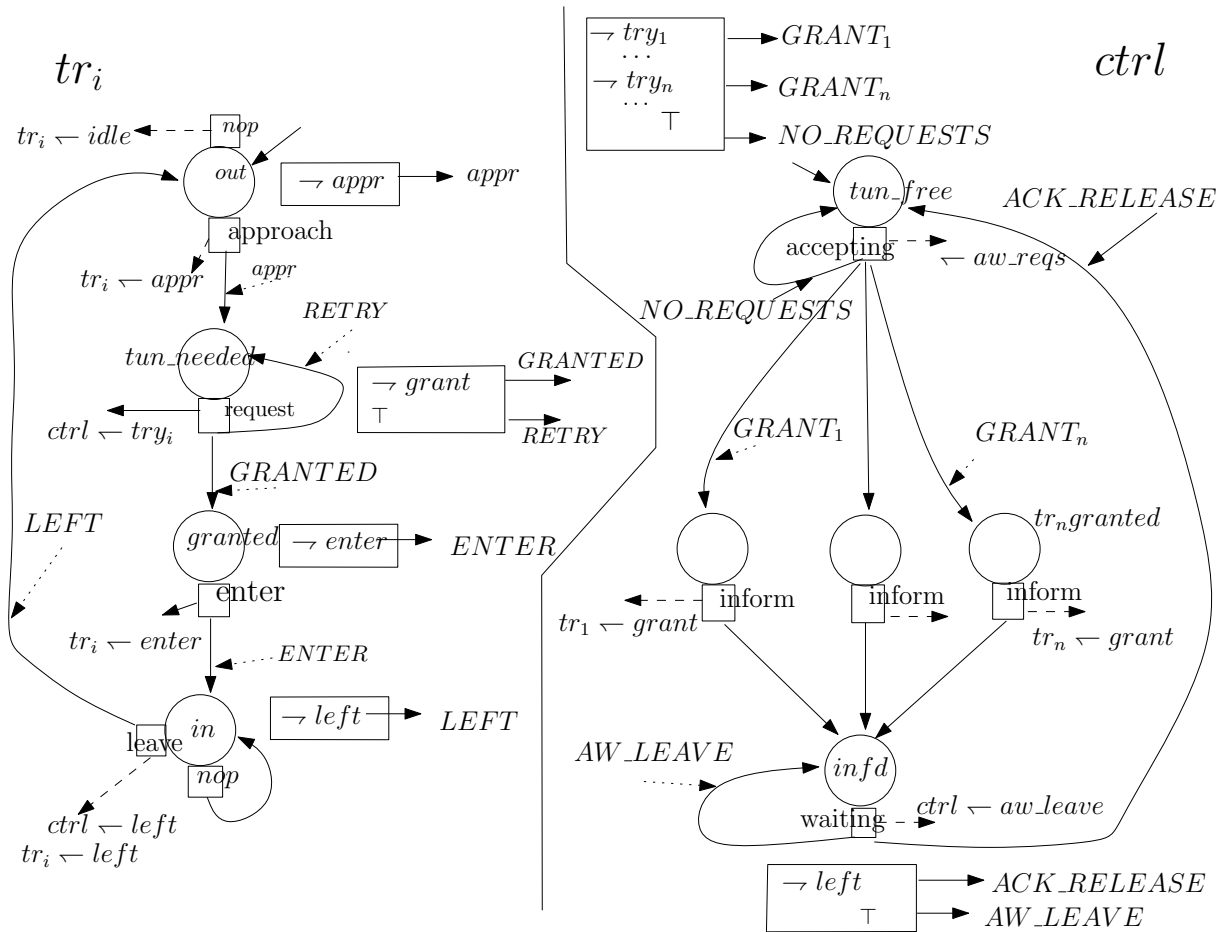 tr_i
nop
tr_i ↽ idle
out
⇁ appr
appr
approach
tr_i ↽ appr
appr
RETRY
tun_needed
⇁ grant
⊤
GRANTED
RETRY
request
ctrl ↽ try_i
GRANTED
LEFT
granted
⇁ enter
ENTER
enter
tr_i ↽ enter
ENTER
in
⇁ left
LEFT
leave
nop
ctrl ↽ left
tr_i ↽ left
⇁ try_1
...
⇁ try_n
...
⊤
GRANT_1
GRANT_n
NO_REQUESTS
ctrl
tun_free
ACK_RELEASE
accepting
↽ aw_reqs
NO_REQUESTS
GRANT_1
GRANT_n
tr_n granted
inform
inform
inform
tr_1 ↽ grant
tr_n ↽ grant
AW_LEAVE
infd
ctrl ↽ aw_leave
waiting
⇁ left
⊤
ACK_RELEASE
AW_LEAVE